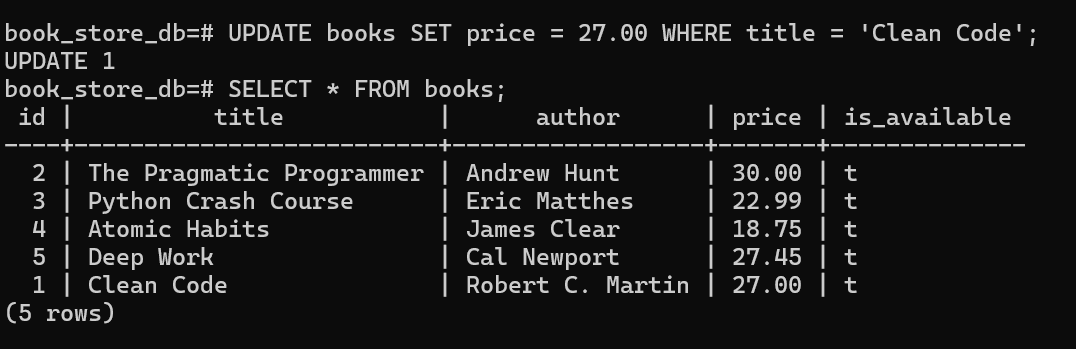 book_store_db=# UPDATE books SET price = 27.00 WHERE title = 'Clean Code';
UPDATE 1
book_store_db=# SELECT * FROM books;
 id |          title          |      author      | price | is_available
----+-------------------------+------------------+-------+--------------
  2 | The Pragmatic Programmer | Andrew Hunt      | 30.00 | t
  3 | Python Crash Course      | Eric Matthes     | 22.99 | t
  4 | Atomic Habits            | James Clear      | 18.75 | t
  5 | Deep Work                | Cal Newport      | 27.45 | t
  1 | Clean Code               | Robert C. Martin | 27.00 | t
(5 rows)